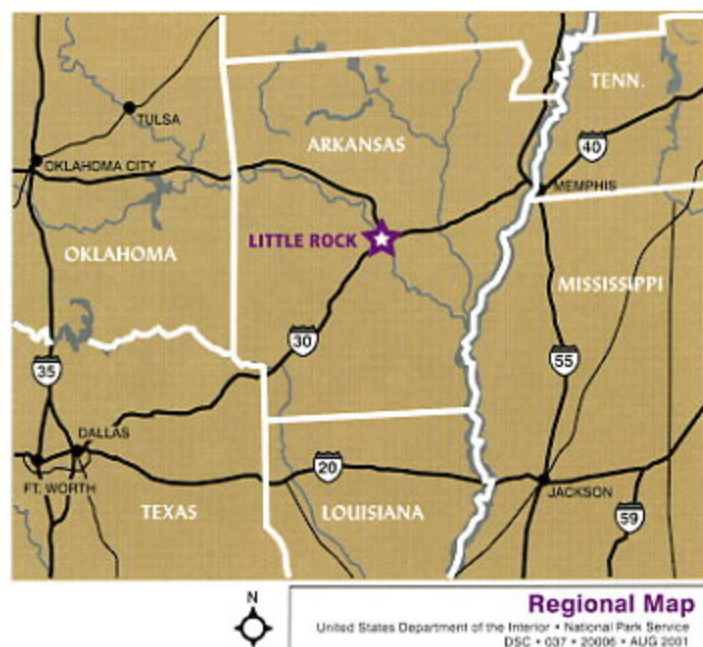 TENN.
TULSA
ARKANSAS
40
OKLAHOMA CITY
MEMPHIS
LITTLE ROCK
OKLAHOMA
MISSISSIPPI
30
55
35
DALLAS
20
FT. WORTH
JACKSON
TEXAS
LOUISIANA
59
N
Regional Map
United States Department of the Interior • National Park Service
DSC • 037 • 20006 • AUG 2001